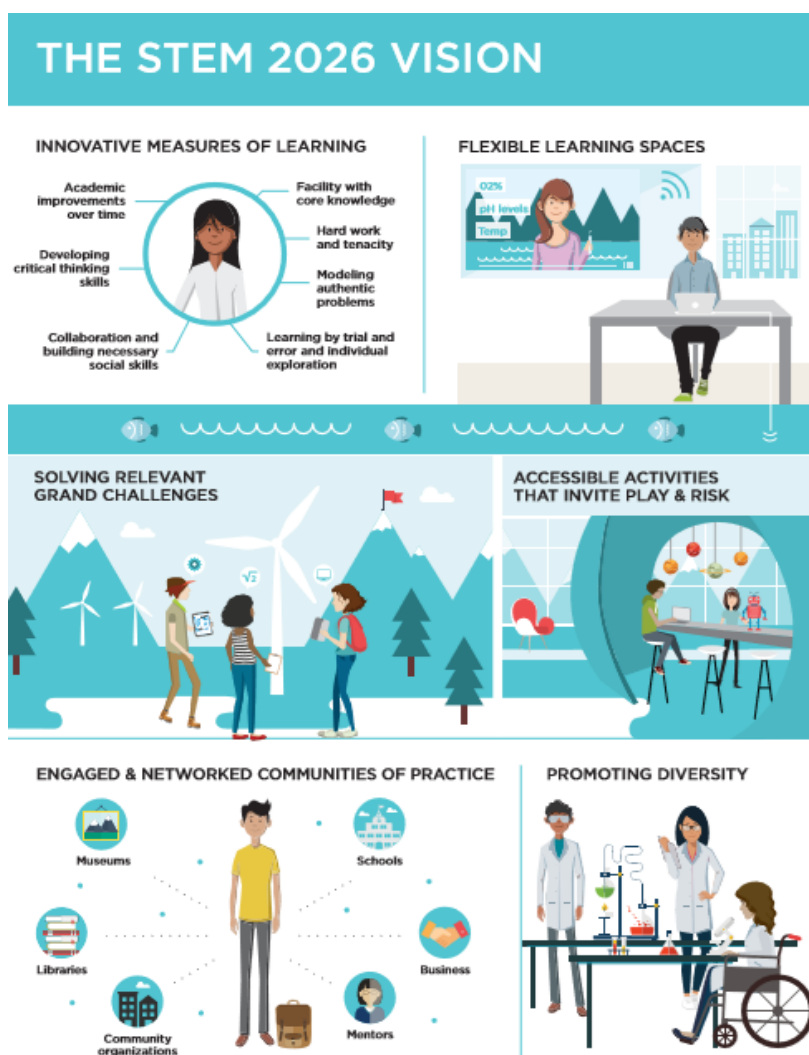 THE STEM 2026 VISION
INNOVATIVE MEASURES OF LEARNING
Academic
improvements
over time
Developing
critical thinking
skills
Collaboration and
building necessary
social skills
Facility with
core knowledge
Hard work
and tenacity
Modeling
authentic
problems
Learning by trial and
error and individual
exploration
FLEXIBLE LEARNING SPACES
02%
pH levels
Temp
SOLVING RELEVANT
GRAND CHALLENGES
√2
ACCESSIBLE ACTIVITIES
THAT INVITE PLAY & RISK
ENGAGED & NETWORKED COMMUNITIES OF PRACTICE
Museums
Libraries
Community
organizations
Schools
Business
Mentors
PROMOTING DIVERSITY